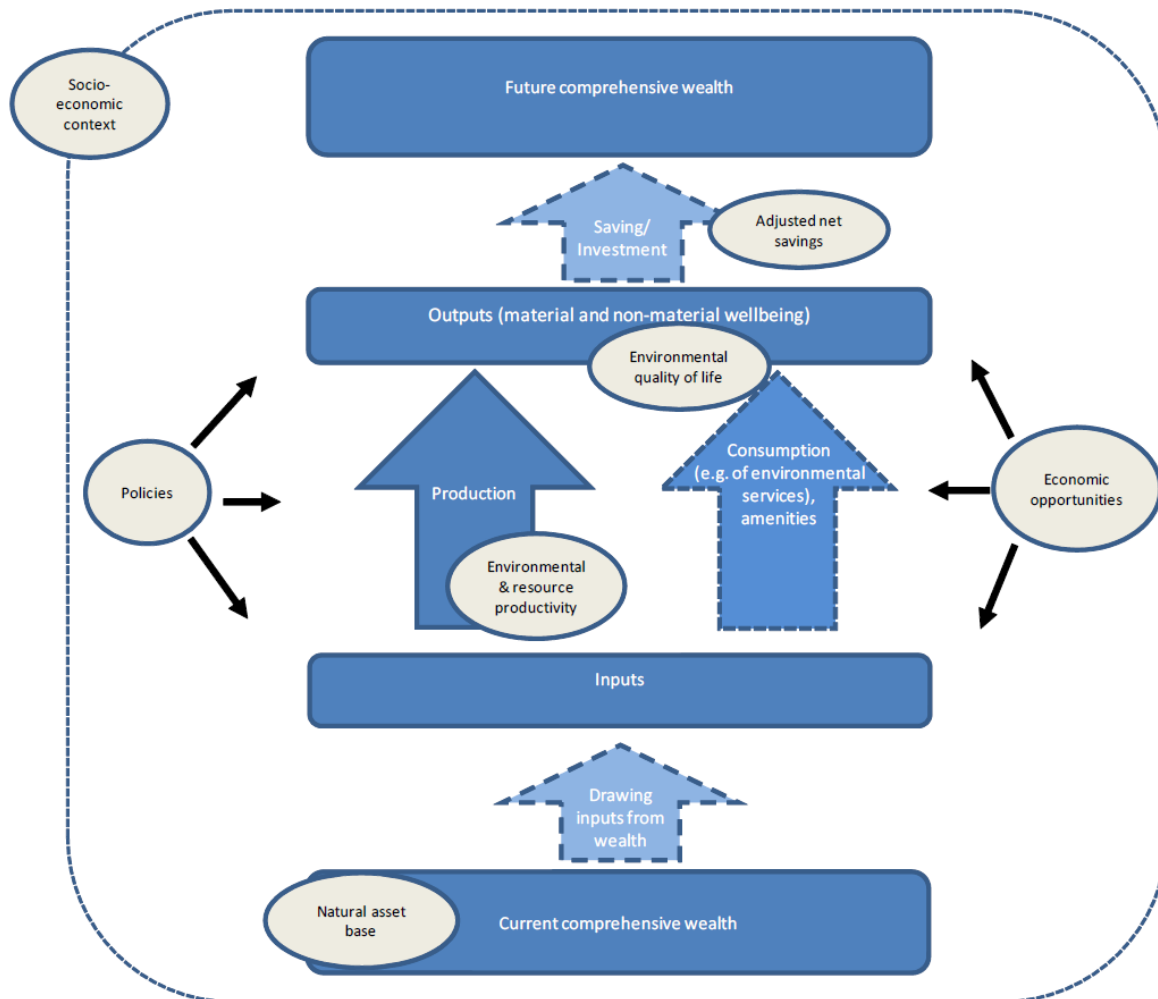 Future comprehensive wealth
Socio-
economic
context
Saving/
Investment
Adjusted net
savings
Outputs (material and non-material wellbeing)
Environmental
quality of life
Policies
Production
Consumption
(e.g. of environmental
services),
amenities
Economic
opportunities
Environmental
& resource
productivity
Inputs
Drawing
inputs from
wealth
Natural asset
base
Current comprehensive wealth